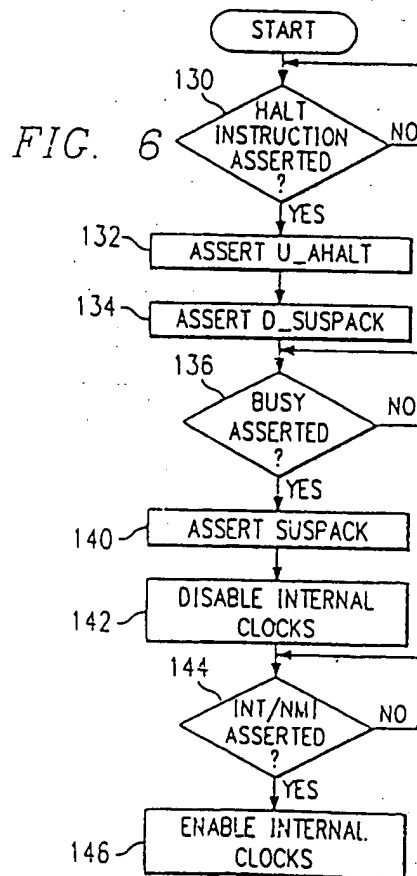 START
130
HALT
INSTRUCTION
ASSERTED
?
NO
FIG. 6
YES
132
ASSERT U_AHALT
134
ASSERT D_SUSPACK
136
BUSY
ASSERTED
?
NO
YES
140
ASSERT SUSPACK
142
DISABLE INTERNAL
CLOCKS
144
INT/NMI
ASSERTED
?
NO
YES
146
ENABLE INTERNAL
CLOCKS